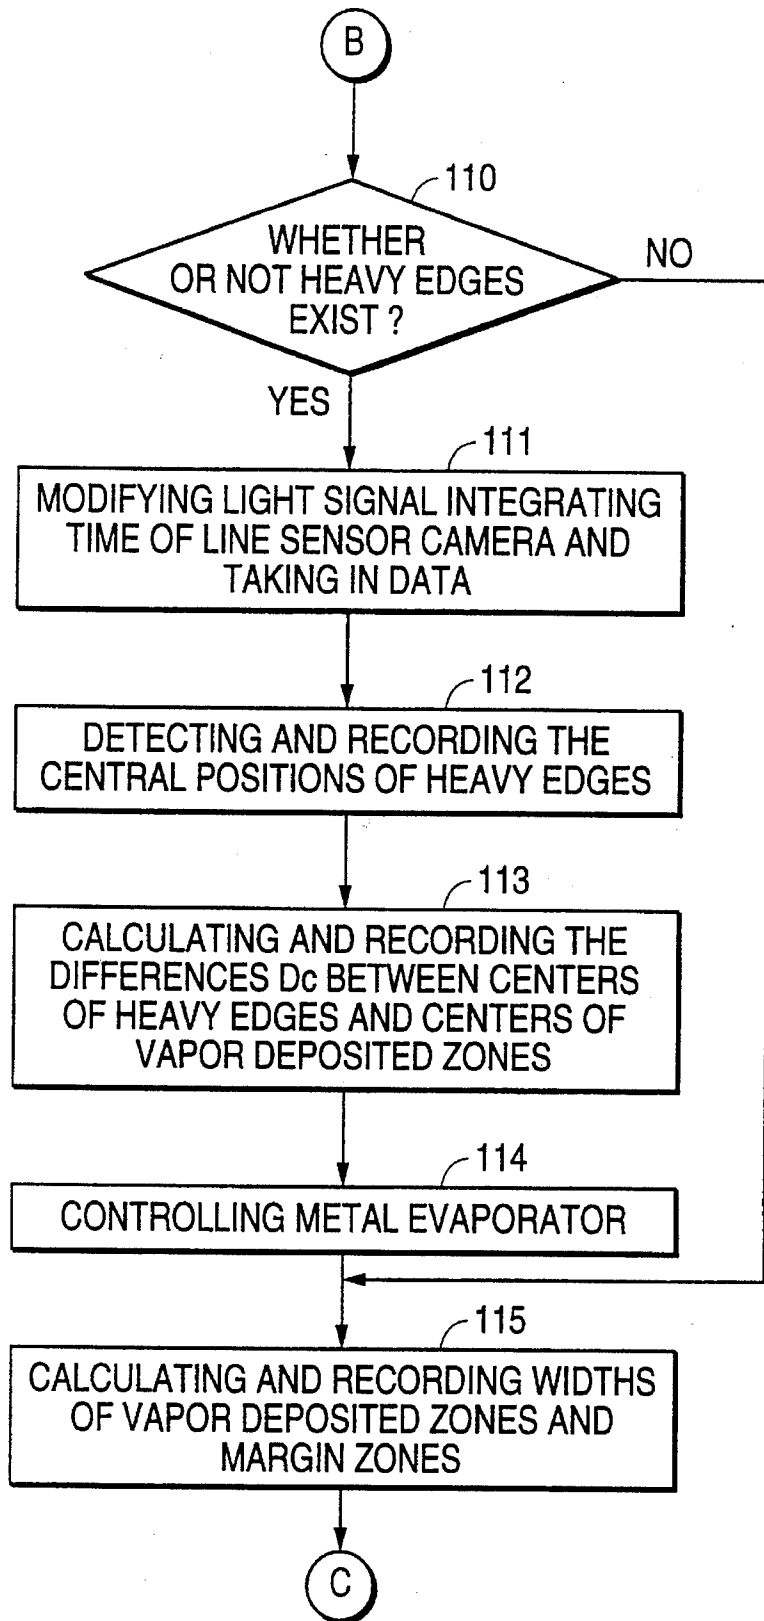 B
110
WHETHER
OR NOT HEAVY EDGES
EXIST ?
NO
YES
111
MODIFYING LIGHT SIGNAL INTEGRATING
TIME OF LINE SENSOR CAMERA AND
TAKING IN DATA
112
DETECTING AND RECORDING THE
CENTRAL POSITIONS OF HEAVY EDGES
113
CALCULATING AND RECORDING THE
DIFFERENCES Dc BETWEEN CENTERS
OF HEAVY EDGES AND CENTERS OF
VAPOR DEPOSITED ZONES
114
CONTROLLING METAL EVAPORATOR
115
CALCULATING AND RECORDING WIDTHS
OF VAPOR DEPOSITED ZONES AND
MARGIN ZONES
C